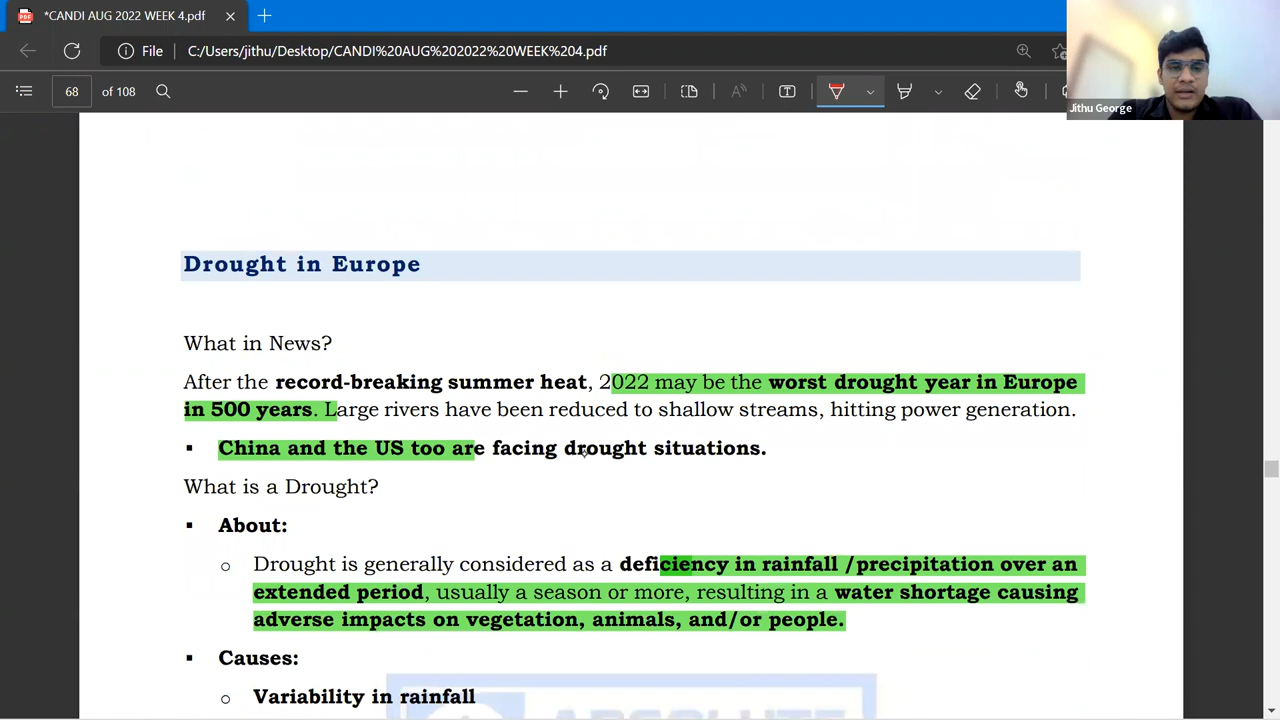 *CANDI AUG 2022 WEEK 4.pdf
File C:/Users/jithu/Desktop/CANDI%20AUG%202022%20WEEK%204.pdf
68 of 108
Jithu George
Drought in Europe
What in News?
After the record-breaking summer heat, 2022 may be the worst drought year in Europe
in 500 years. Large rivers have been reduced to shallow streams, hitting power generation.
▪ China and the US too are facing drought situations.
What is a Drought?
▪ About:
o Drought is generally considered as a deficiency in rainfall /precipitation over an
extended period, usually a season or more, resulting in a water shortage causing
adverse impacts on vegetation, animals, and/or people.
▪ Causes:
o Variability in rainfall
ABSOLUTE